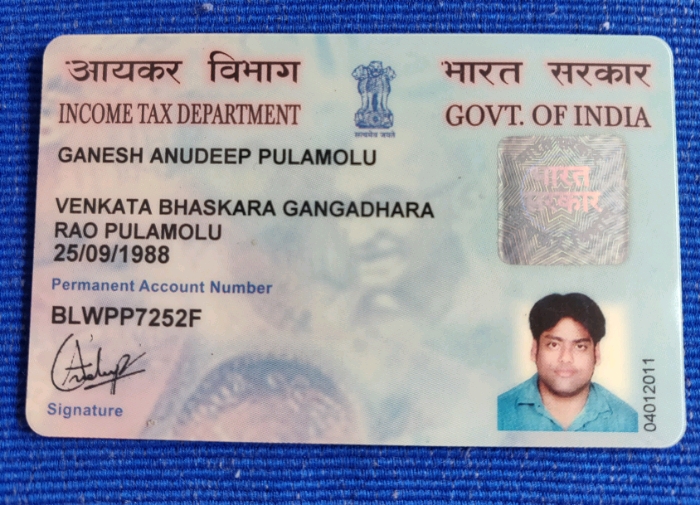 आयकर विभाग
INCOME TAX DEPARTMENT
सत्यमेव जयते
भारत सरकार
GOVT. OF INDIA
GANESH ANUDEEP PULAMOLU
VENKATA BHASKARA GANGADHARA
RAO PULAMOLU
25/09/1988
Permanent Account Number
BLWPP7252F
Signature
भारत
सरकार
04012011